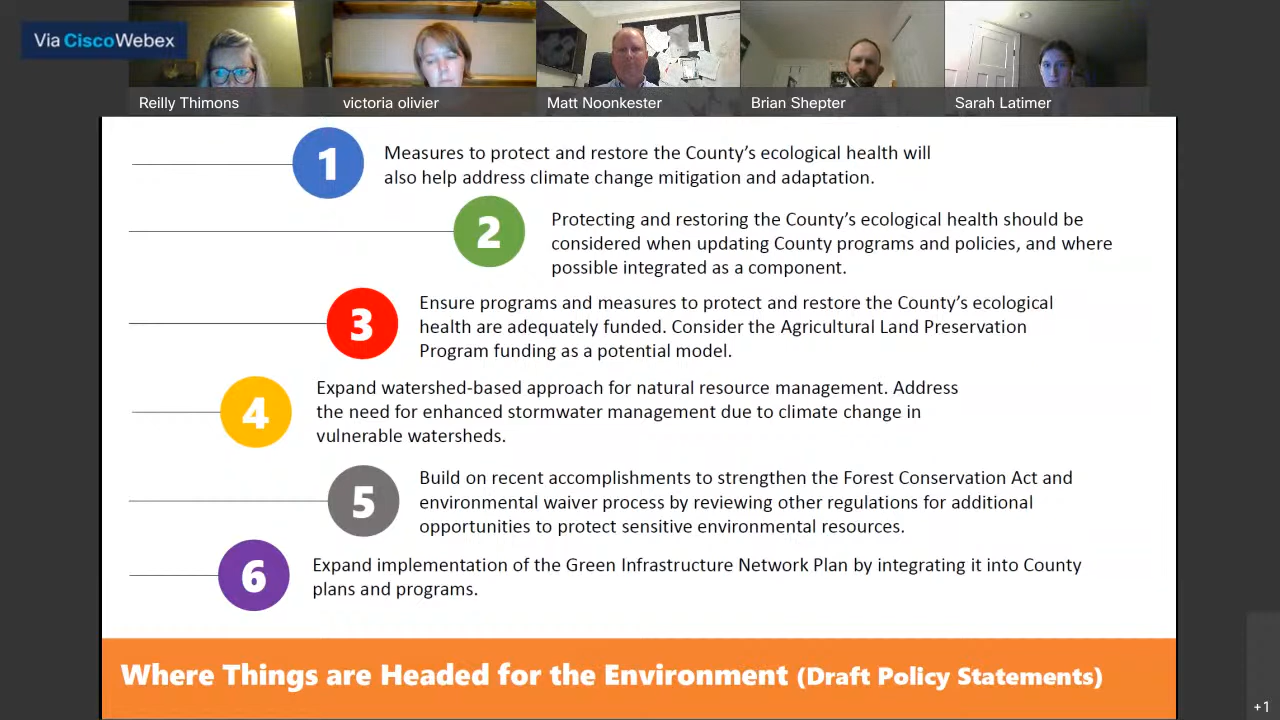 Via Cisco Webex
Reilly Thimons
victoria olivier
Matt Noonkester
Brian Shepter
Sarah Latimer
1
Measures to protect and restore the County’s ecological health will
also help address climate change mitigation and adaptation.
2
Protecting and restoring the County’s ecological health should be
considered when updating County programs and policies, and where
possible integrated as a component.
3
Ensure programs and measures to protect and restore the County’s ecological
health are adequately funded. Consider the Agricultural Land Preservation
Program funding as a potential model.
4
Expand watershed-based approach for natural resource management. Address
the need for enhanced stormwater management due to climate change in
vulnerable watersheds.
5
Build on recent accomplishments to strengthen the Forest Conservation Act and
environmental waiver process by reviewing other regulations for additional
opportunities to protect sensitive environmental resources.
6
Expand implementation of the Green Infrastructure Network Plan by integrating it into County
plans and programs.
Where Things are Headed for the Environment (Draft Policy Statements)
+1